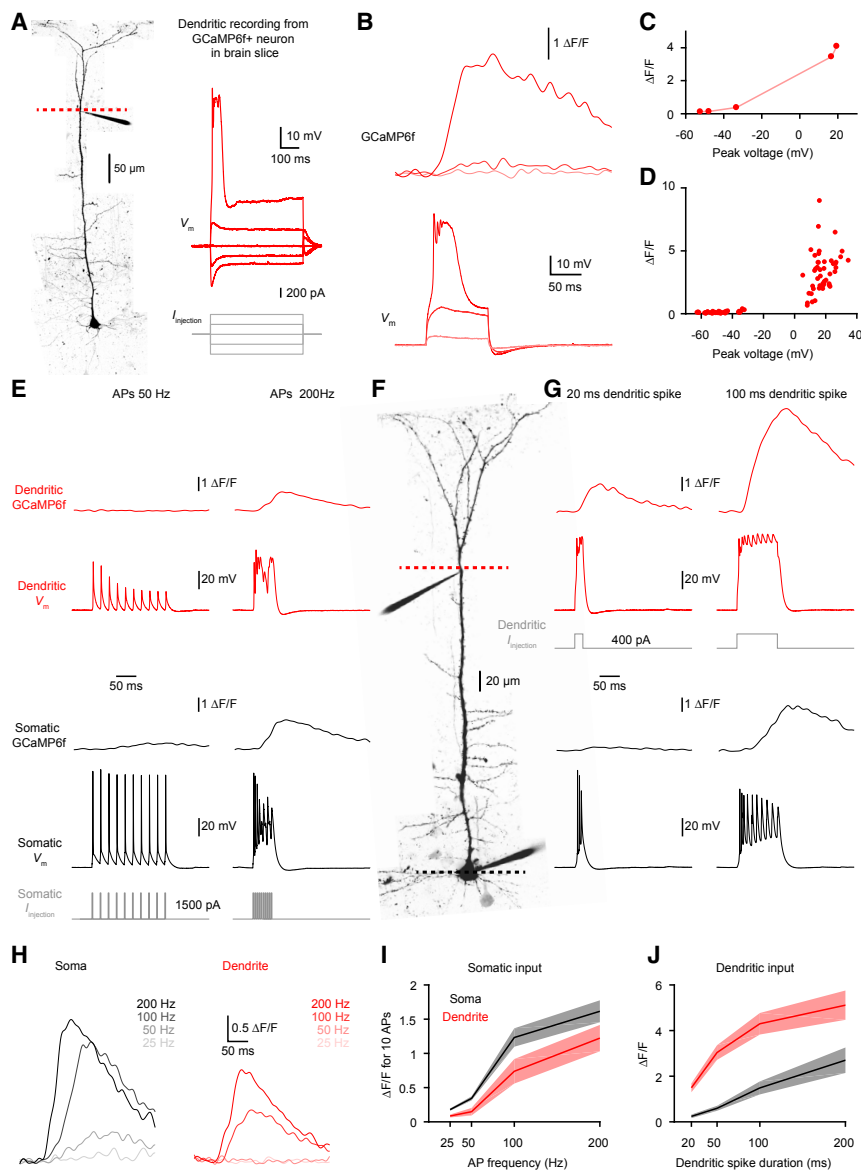 A
Dendritic recording from
GCaMP6f+ neuron
in brain slice
50 µm
10 mV
100 ms
Vm
200 pA
Iinjection
B
1 ΔF/F
GCaMP6f
10 mV
50 ms
Vm
C
ΔF/F
4
2
0
-60 -40 -20 0 20
Peak voltage (mV)
D
ΔF/F
10
5
0
-60 -40 -20 0 20 40
Peak voltage (mV)
E
APs 50 Hz
APs 200Hz
Dendritic
GCaMP6f
1 ΔF/F
Dendritic
Vm
20 mV
50 ms
1 ΔF/F
Somatic
GCaMP6f
Somatic
Vm
20 mV
Somatic
Iinjection
1500 pA
F
20 µm
G
20 ms dendritic spike
100 ms dendritic spike
1 ΔF/F
20 mV
Dendritic
Iinjection
400 pA
50 ms
1 ΔF/F
20 mV
H
Soma
200 Hz
100 Hz
50 Hz
25 Hz
Dendrite
0.5 ΔF/F
50 ms
200 Hz
100 Hz
50 Hz
25 Hz
I
Somatic input
Soma
Dendrite
ΔF/F for 10 APs
2
1.5
1
0.5
0
25 50 100 200
AP frequency (Hz)
J
Dendritic input
ΔF/F
6
4
2
0
20 50 100 200
Dendritic spike duration (ms)